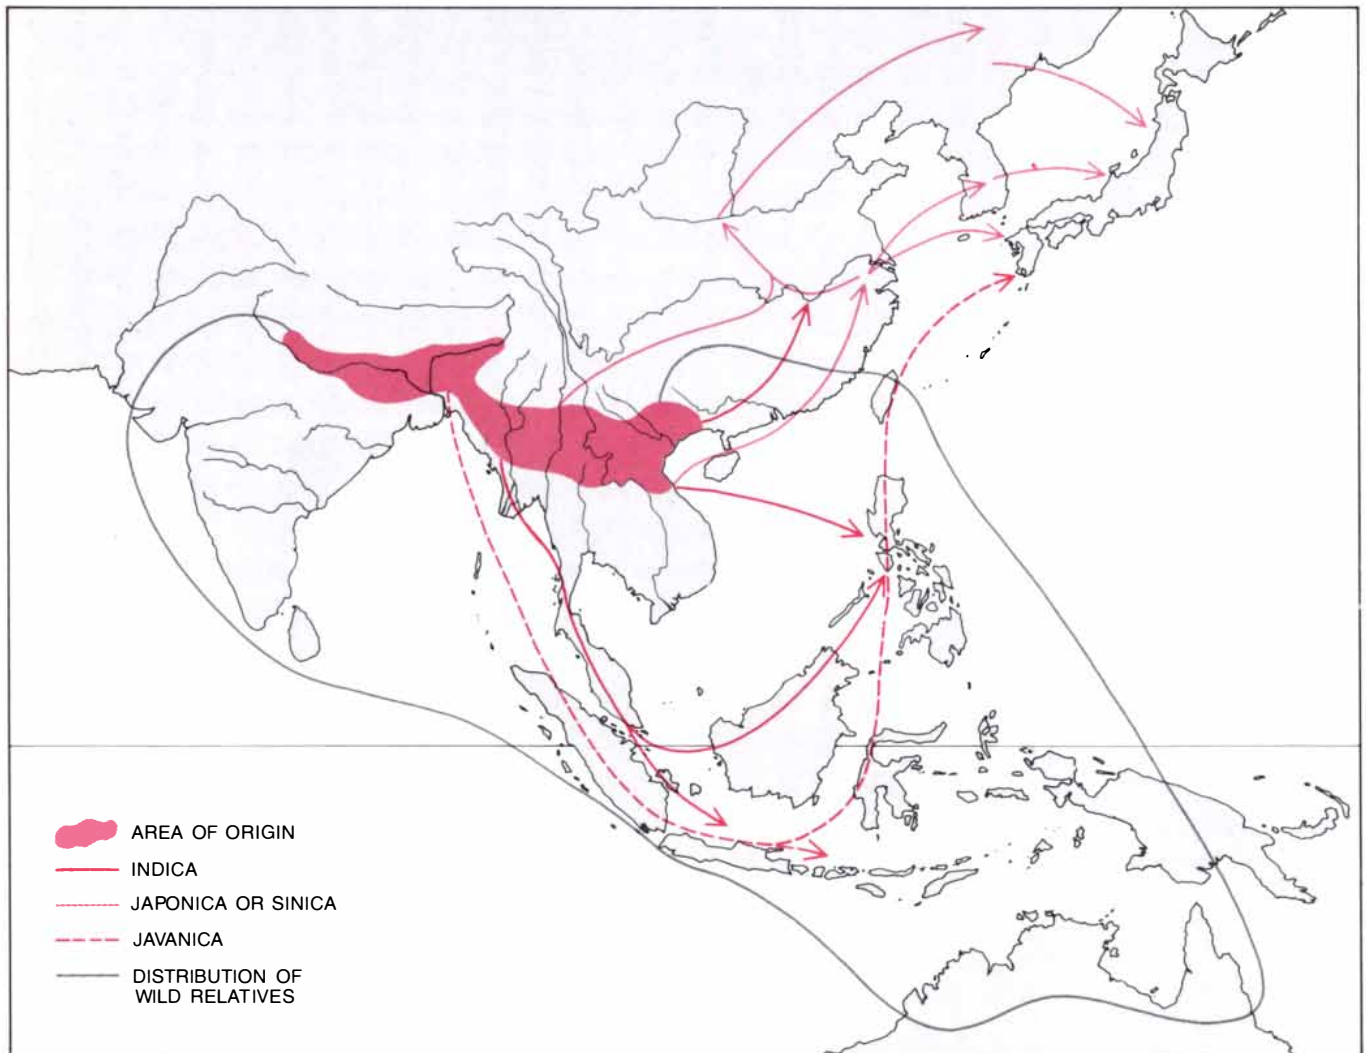 AREA OF ORIGIN
INDICA
JAPONICA OR SINICA
JAVANICA
DISTRIBUTION OF
WILD RELATIVES